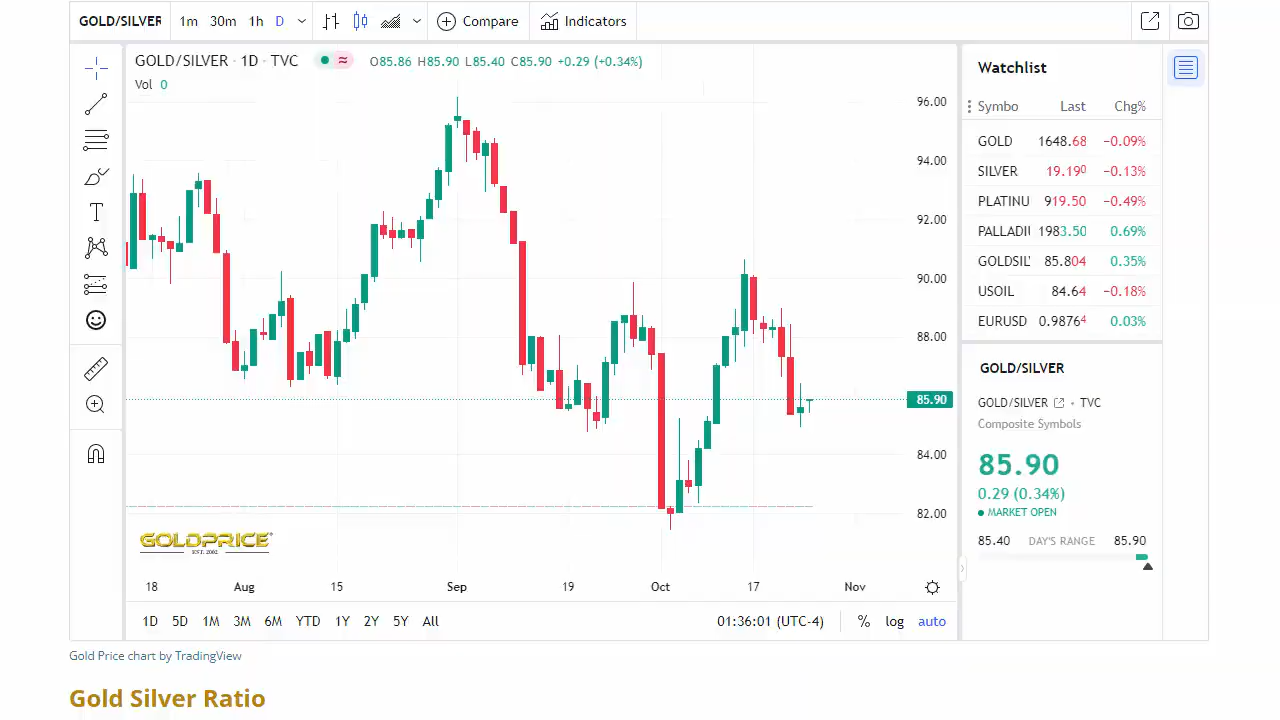 GOLD/SILVER 1m 30m 1h D Compare Indicators
GOLD/SILVER · 1D · TVC O85.86 H85.90 L85.40 C85.90 +0.29 (+0.34%)
Vol 0
96.00
94.00
92.00
90.00
88.00
85.90
84.00
82.00
GOLDPRICE
EST. 2002
18 Aug 15 Sep 19 Oct 17 Nov
1D 5D 1M 3M 6M YTD 1Y 2Y 5Y All 01:36:01 (UTC-4) % log auto
Watchlist
Symbo Last Chg%
GOLD 1648.68 −0.09%
SILVER 19.190 −0.13%
PLATINU 919.50 −0.49%
PALLADIU 1983.50 0.69%
GOLDSIL 85.804 0.35%
USOIL 84.64 −0.18%
EURUSD 0.98764 0.03%
GOLD/SILVER
GOLD/SILVER • TVC
Composite Symbols
85.90
0.29 (0.34%)
MARKET OPEN
85.40 DAY'S RANGE 85.90
Gold Price chart by TradingView
Gold Silver Ratio